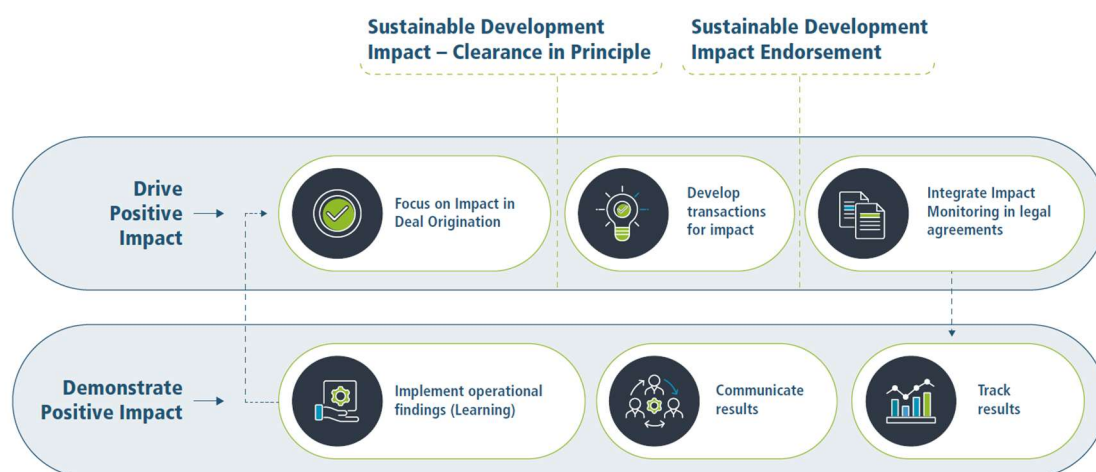 Sustainable Development
Impact – Clearance in Principle
Sustainable Development
Impact Endorsement
Drive
Positive
Impact
Focus on Impact in
Deal Origination
Develop
transactions
for impact
Integrate Impact
Monitoring in legal
agreements
Demonstrate
Positive Impact
Implement operational
findings (Learning)
Communicate
results
Track
results